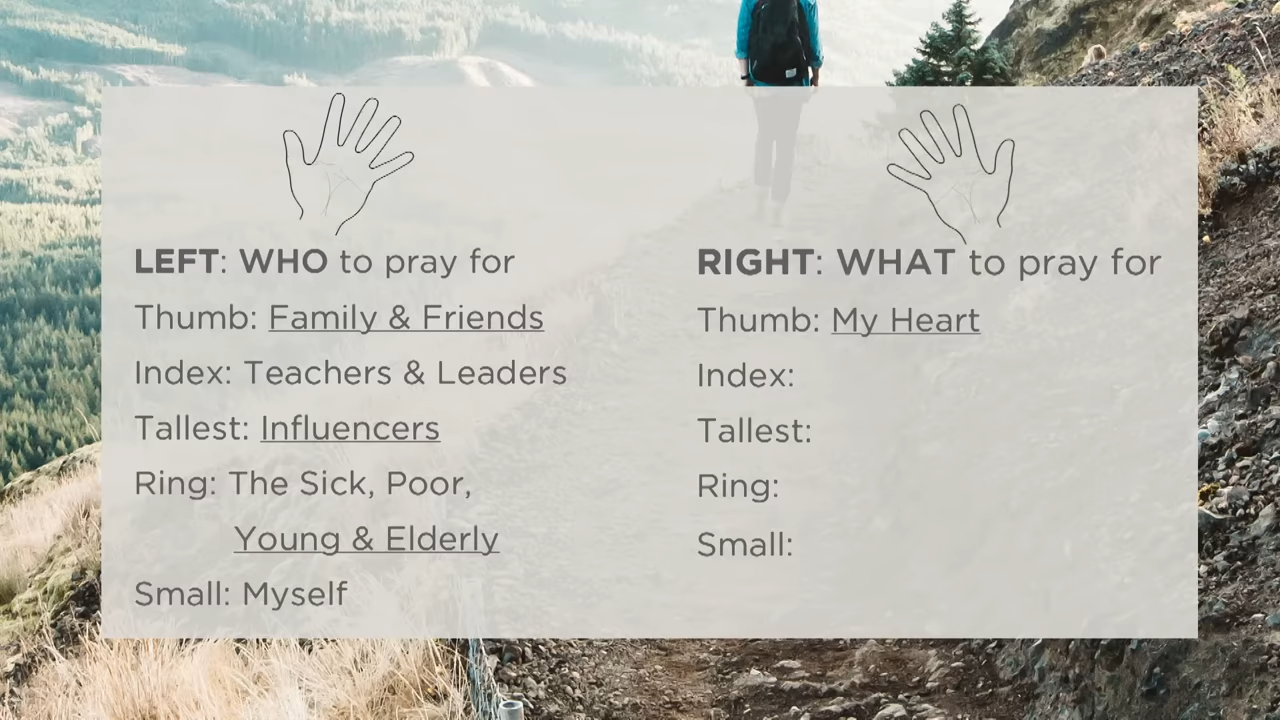 LEFT: WHO to pray for
Thumb: Family & Friends
Index: Teachers & Leaders
Tallest: Influencers
Ring: The Sick, Poor,
Young & Elderly
Small: Myself
RIGHT: WHAT to pray for
Thumb: My Heart
Index:
Tallest:
Ring:
Small: